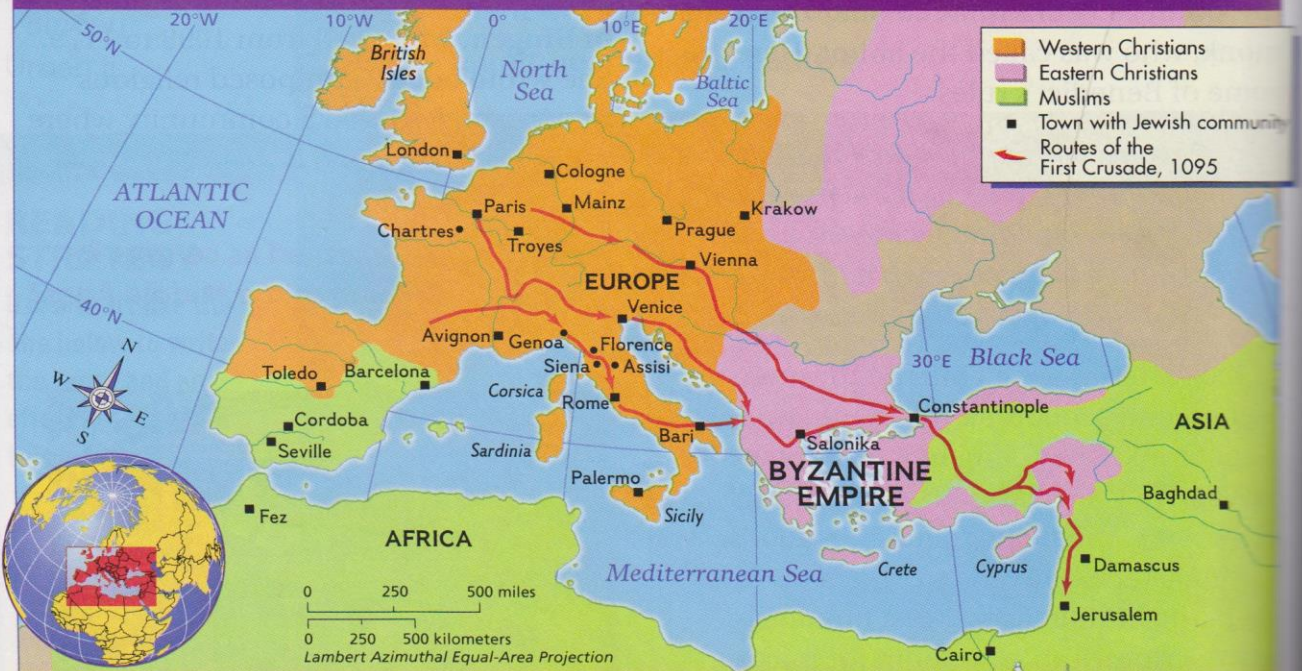 50°N
20°W
10°W
0°
10°E
20°E
British
Isles
North
Sea
Baltic
Sea
Western Christians
Eastern Christians
Muslims
Town with Jewish community
Routes of the
First Crusade, 1095
London
ATLANTIC
OCEAN
Cologne
Paris
Mainz
Krakow
Prague
Chartres
Troyes
Vienna
EUROPE
40°N
Venice
Avignon
Genoa
Florence
Siena
Assisi
30°E
Black Sea
N
W
E
S
Toledo
Barcelona
Corsica
Rome
Constantinople
ASIA
Cordoba
Seville
Sardinia
Bari
Salonika
BYZANTINE
EMPIRE
Palermo
Sicily
Baghdad
Fez
AFRICA
Mediterranean Sea
Crete
Cyprus
Damascus
Jerusalem
Cairo
0 250 500 miles
0 250 500 kilometers
Lambert Azimuthal Equal-Area Projection